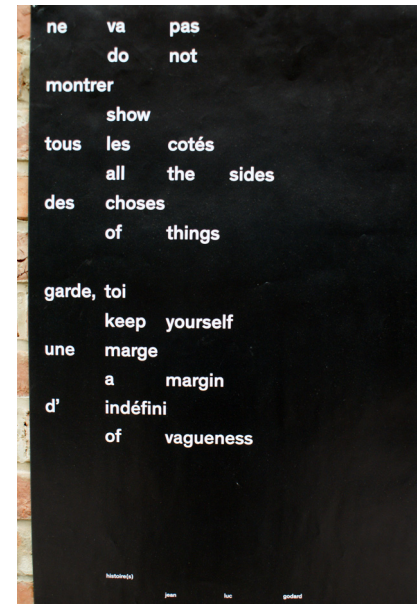 ne va pas
do not
montrer
show
tous les cotés
all the sides
des choses
of things
garde, toi
keep yourself
une marge
a margin
d' indéfini
of vagueness
histoire(s)
jean luc godard